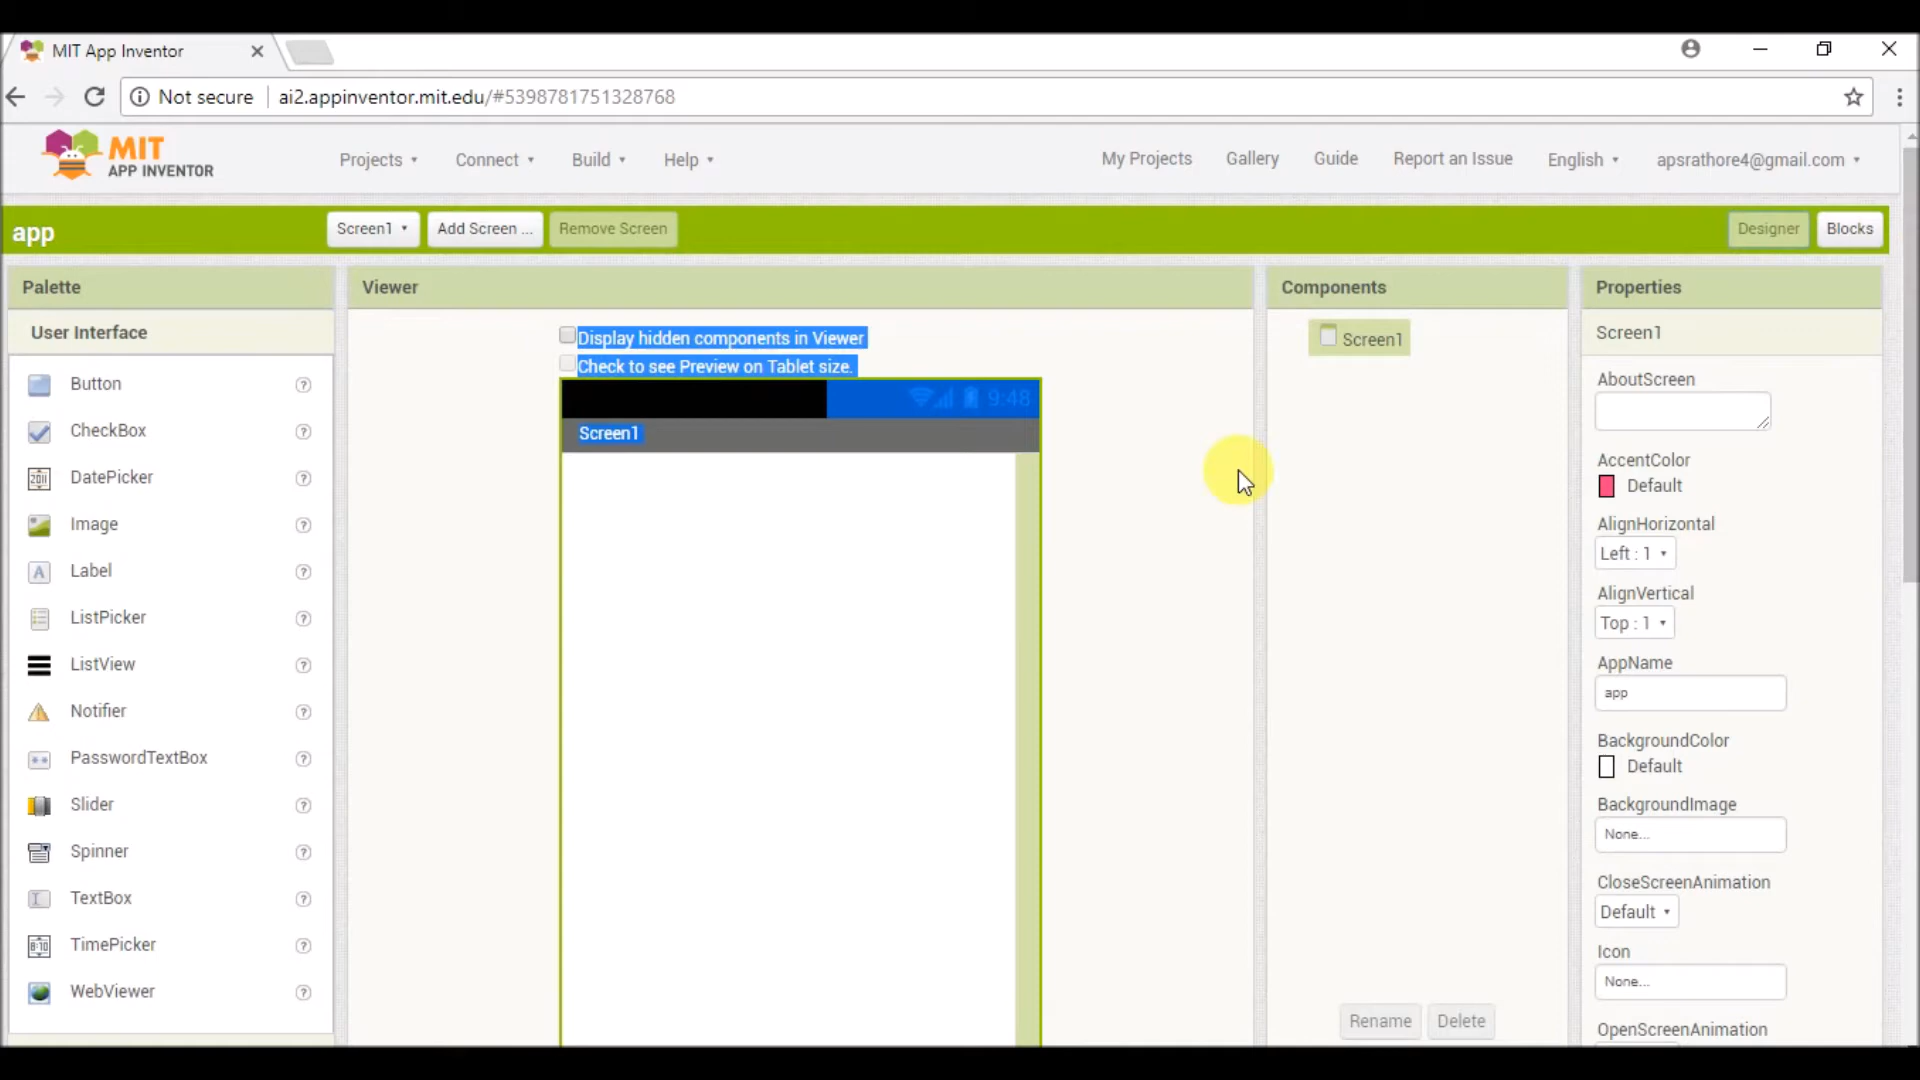 MIT App Inventor
Not secure ai2.appinventor.mit.edu/#5398781751328768
MIT
APP INVENTOR
Projects Connect Build Help My Projects Gallery Guide Report an Issue English apsrathore4@gmail.com
app Screen1 Add Screen ... Remove Screen Designer Blocks
Palette Viewer Components Properties
User Interface
Button ?
CheckBox ?
DatePicker ?
Image ?
Label ?
ListPicker ?
ListView ?
Notifier ?
PasswordTextBox ?
Slider ?
Spinner ?
TextBox ?
TimePicker ?
WebViewer ?
Display hidden components in Viewer
Check to see Preview on Tablet size.
9:48
Screen1
Screen1
Rename Delete
Screen1
AboutScreen
AccentColor
Default
AlignHorizontal
Left : 1
AlignVertical
Top : 1
AppName
app
BackgroundColor
Default
BackgroundImage
None...
CloseScreenAnimation
Default
Icon
None...
OpenScreenAnimation